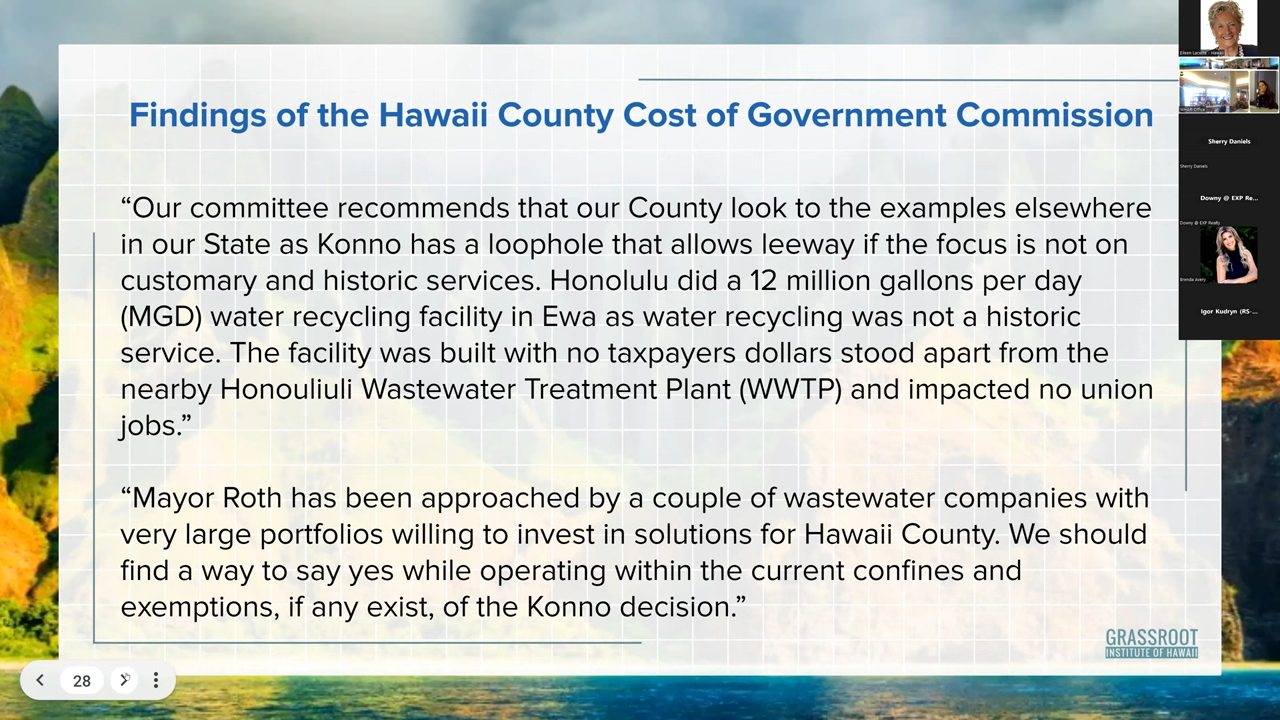 Findings of the Hawaii County Cost of Government Commission
“Our committee recommends that our County look to the examples elsewhere
in our State as Konno has a loophole that allows leeway if the focus is not on
customary and historic services. Honolulu did a 12 million gallons per day
(MGD) water recycling facility in Ewa as water recycling was not a historic
service. The facility was built with no taxpayers dollars stood apart from the
nearby Honouliuli Wastewater Treatment Plant (WWTP) and impacted no union
jobs.”
“Mayor Roth has been approached by a couple of wastewater companies with
very large portfolios willing to invest in solutions for Hawaii County. We should
find a way to say yes while operating within the current confines and
exemptions, if any exist, of the Konno decision.”
GRASSROOT
INSTITUTE OF HAWAII
28
Sherry Daniels
Sherry Daniels
Downy @ EXP Re...
Downy @ EXP Realty
Brenda Avery
Igor Kudryn (RS-...